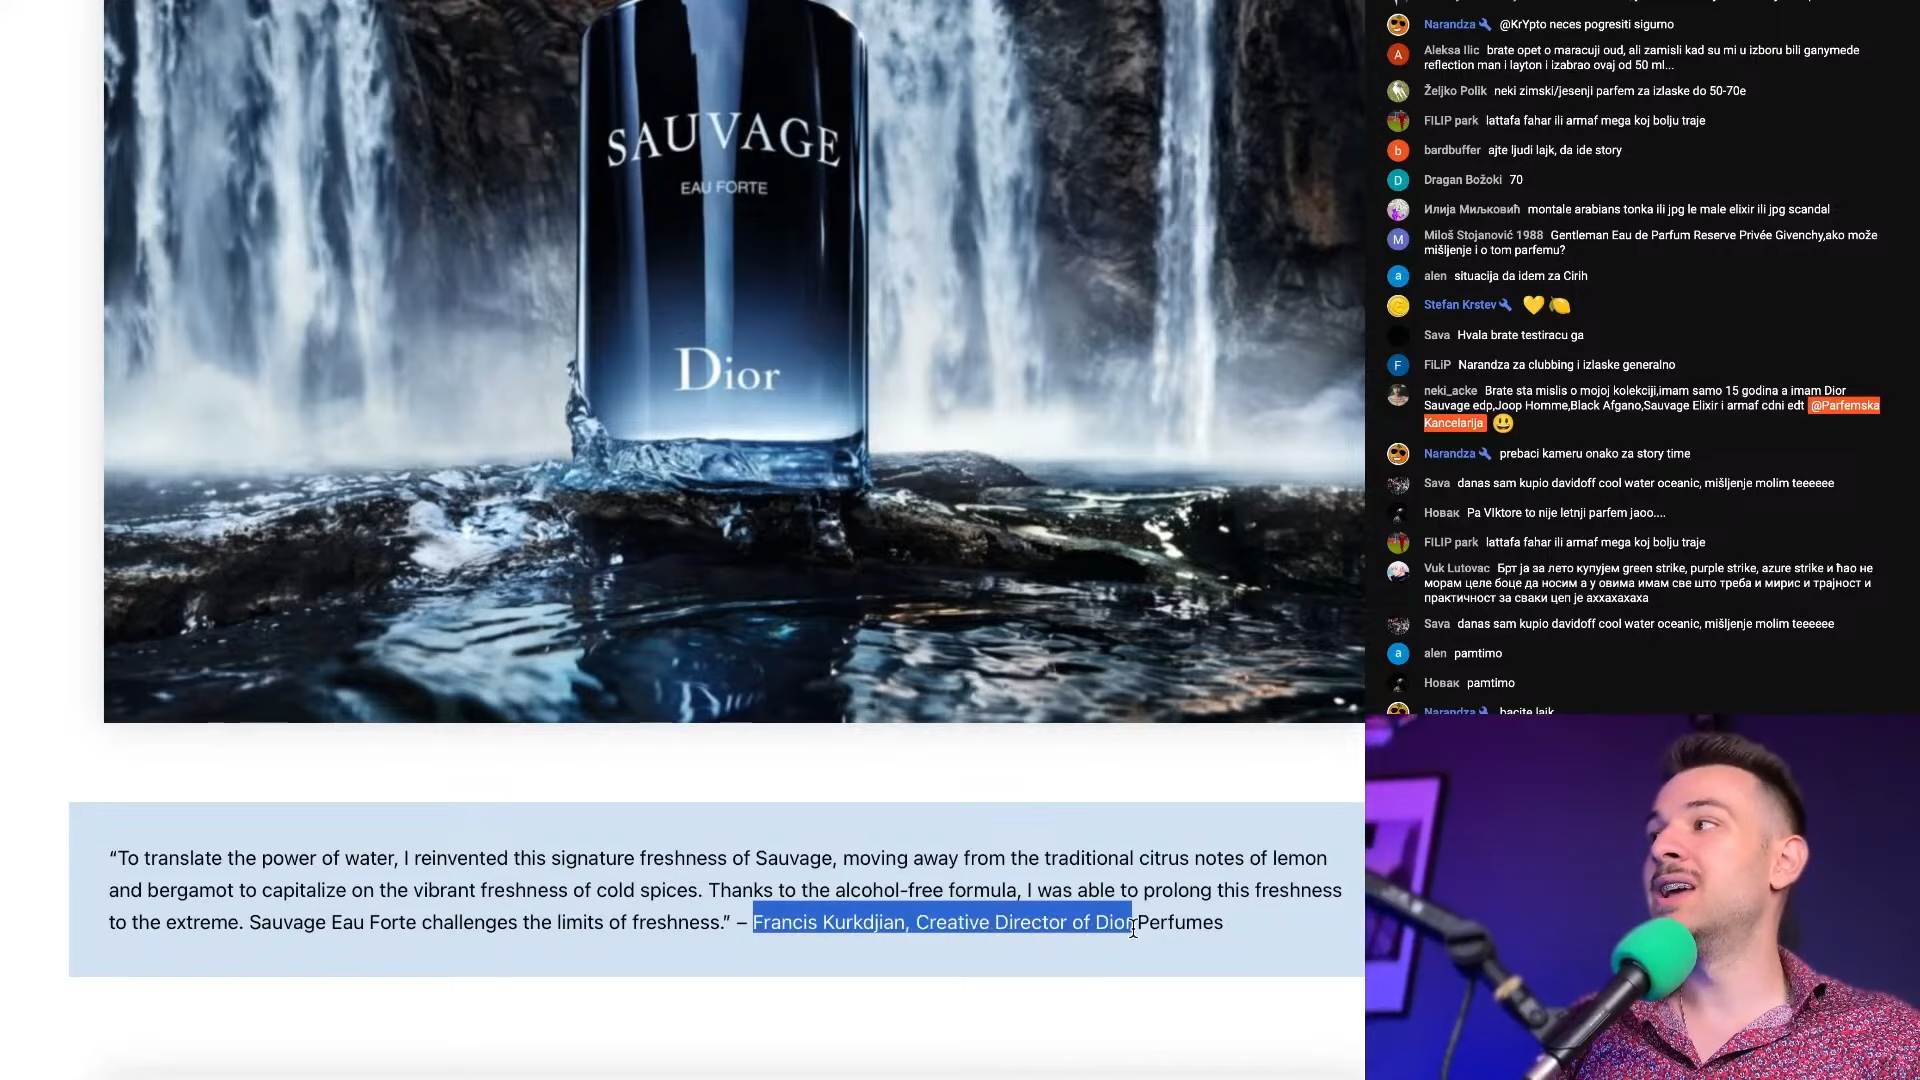 SAUVAGE
EAU FORTE
Dior
“To translate the power of water, I reinvented this signature freshness of Sauvage, moving away from the traditional citrus notes of lemon
and bergamot to capitalize on the vibrant freshness of cold spices. Thanks to the alcohol-free formula, I was able to prolong this freshness
to the extreme. Sauvage Eau Forte challenges the limits of freshness.” – Francis Kurkdjian, Creative Director of Dior Perfumes
Narandza @KrYpto neces pogresiti sigurno
A Aleksa Ilic brate opet o maracuji oud, ali zamisli kad su mi u izboru bili ganymede
reflection man i layton i izabrao ovaj od 50 ml...
Željko Polik neki zimski/jesenji parfem za izlaske do 50-70e
FILIP park lattafa fahar ili armaf mega koj bolju traje
b bardbuffer ajte ljudi lajk, da ide story
D Dragan Božoki 70
Илија Миљковић montale arabians tonka ili jpg le male elixir ili jpg scandal
M Miloš Stojanović 1988 Gentleman Eau de Parfum Reserve Privée Givenchy,ako može
mišljenje i o tom parfemu?
a alen situacija da idem za Cirih
Stefan Krstev 💛🍋
Sava Hvala brate testiracu ga
F FiLiP Narandza za clubbing i izlaske generalno
neki_acke Brate sta mislis o mojoj kolekciji,imam samo 15 godina a imam Dior
Sauvage edp,Joop Homme,Black Afgano,Sauvage Elixir i armaf cdni edt @Parfemska
Kancelarija 😃
Narandza prebaci kameru onako za story time
Sava danas sam kupio davidoff cool water oceanic, mišljenje molim teeeeee
Новак Pa VIktore to nije letnji parfem jaoo....
FILIP park lattafa fahar ili armaf mega koj bolju traje
Vuk Lutovac Брт ја за лето купујем green strike, purple strike, azure strike и ћао не
морам целе боце да носим а у овима имам све што треба и мирис и трајност и
практичност за сваки цеп је аххахахаха
Sava danas sam kupio davidoff cool water oceanic, mišljenje molim teeeeee
a alen pamtimo
Новак pamtimo
Narandza bacite lajk